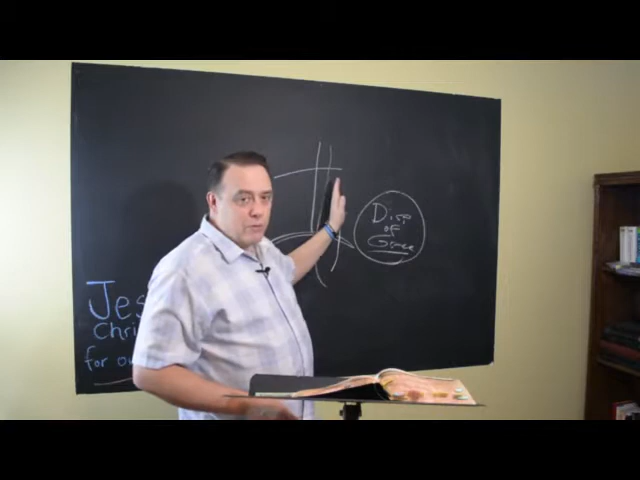 Disp
of
Grace
Jes
Chri
for ou